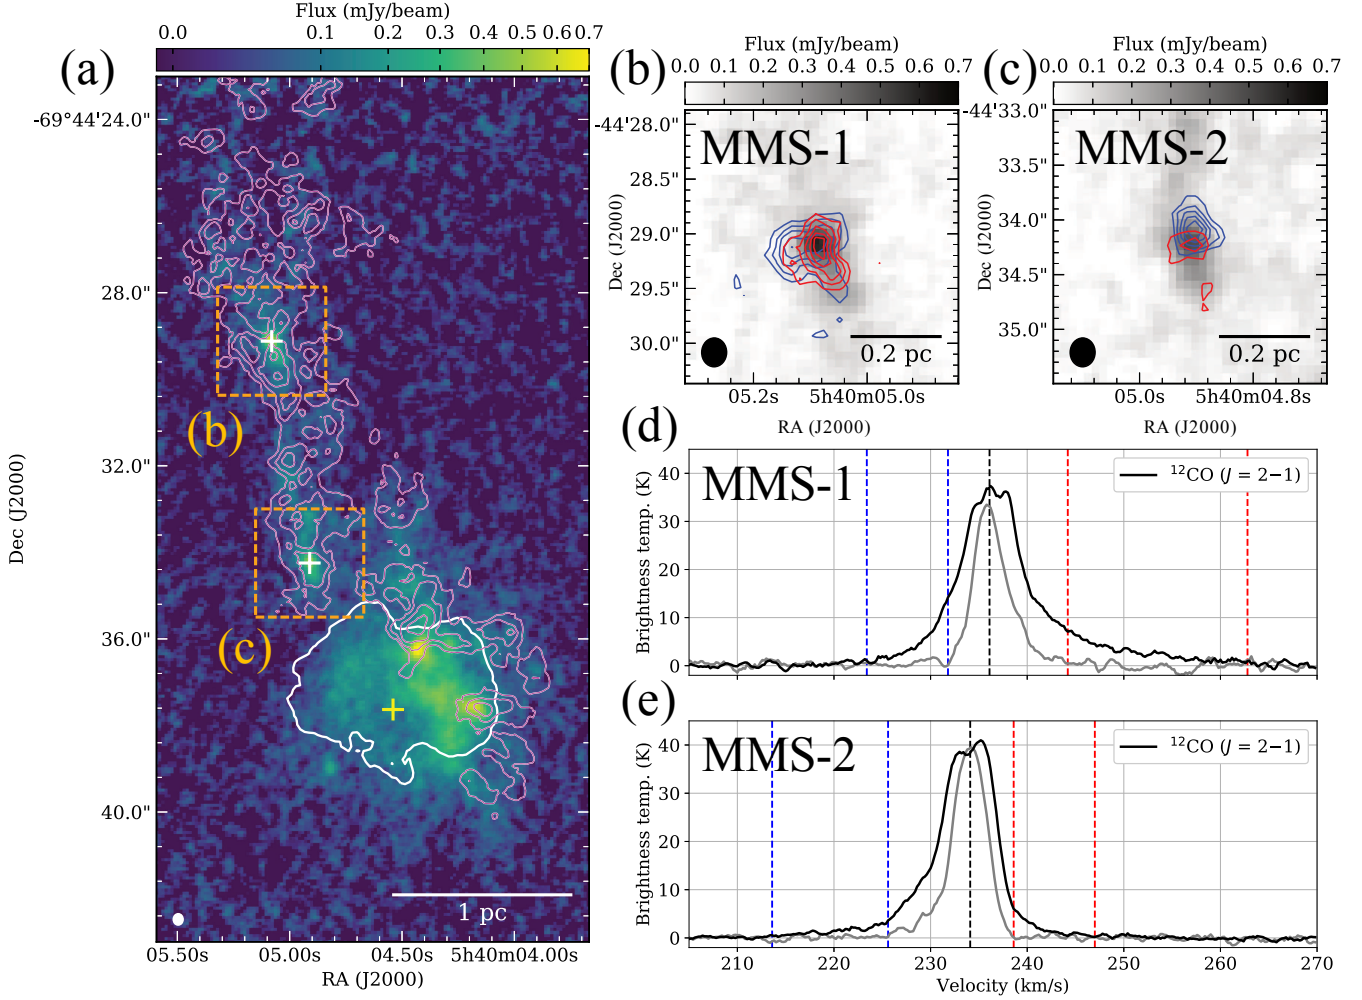 (a)
Flux (mJy/beam)
0.0 0.1 0.2 0.3 0.4 0.5 0.6 0.7
-69°44'24.0"
28.0"
32.0"
36.0"
40.0"
Dec (J2000)
(b)
(c)
1 pc
05.50s 05.00s 04.50s 5h40m04.00s
RA (J2000)
(b)
Flux (mJy/beam)
0.0 0.1 0.2 0.3 0.4 0.5 0.6 0.7
MMS-1
-44'28.0"
28.5"
29.0"
29.5"
30.0"
Dec (J2000)
0.2 pc
05.2s 5h40m05.0s
RA (J2000)
(c)
Flux (mJy/beam)
0.0 0.1 0.2 0.3 0.4 0.5 0.6 0.7
MMS-2
-44'33.0"
33.5"
34.0"
34.5"
35.0"
Dec (J2000)
0.2 pc
05.0s 5h40m04.8s
RA (J2000)
(d)
MMS-1
¹²CO (J = 2−1)
40
30
20
10
0
Brightness temp. (K)
(e)
MMS-2
¹²CO (J = 2−1)
40
30
20
10
0
Brightness temp. (K)
210 220 230 240 250 260 270
Velocity (km/s)